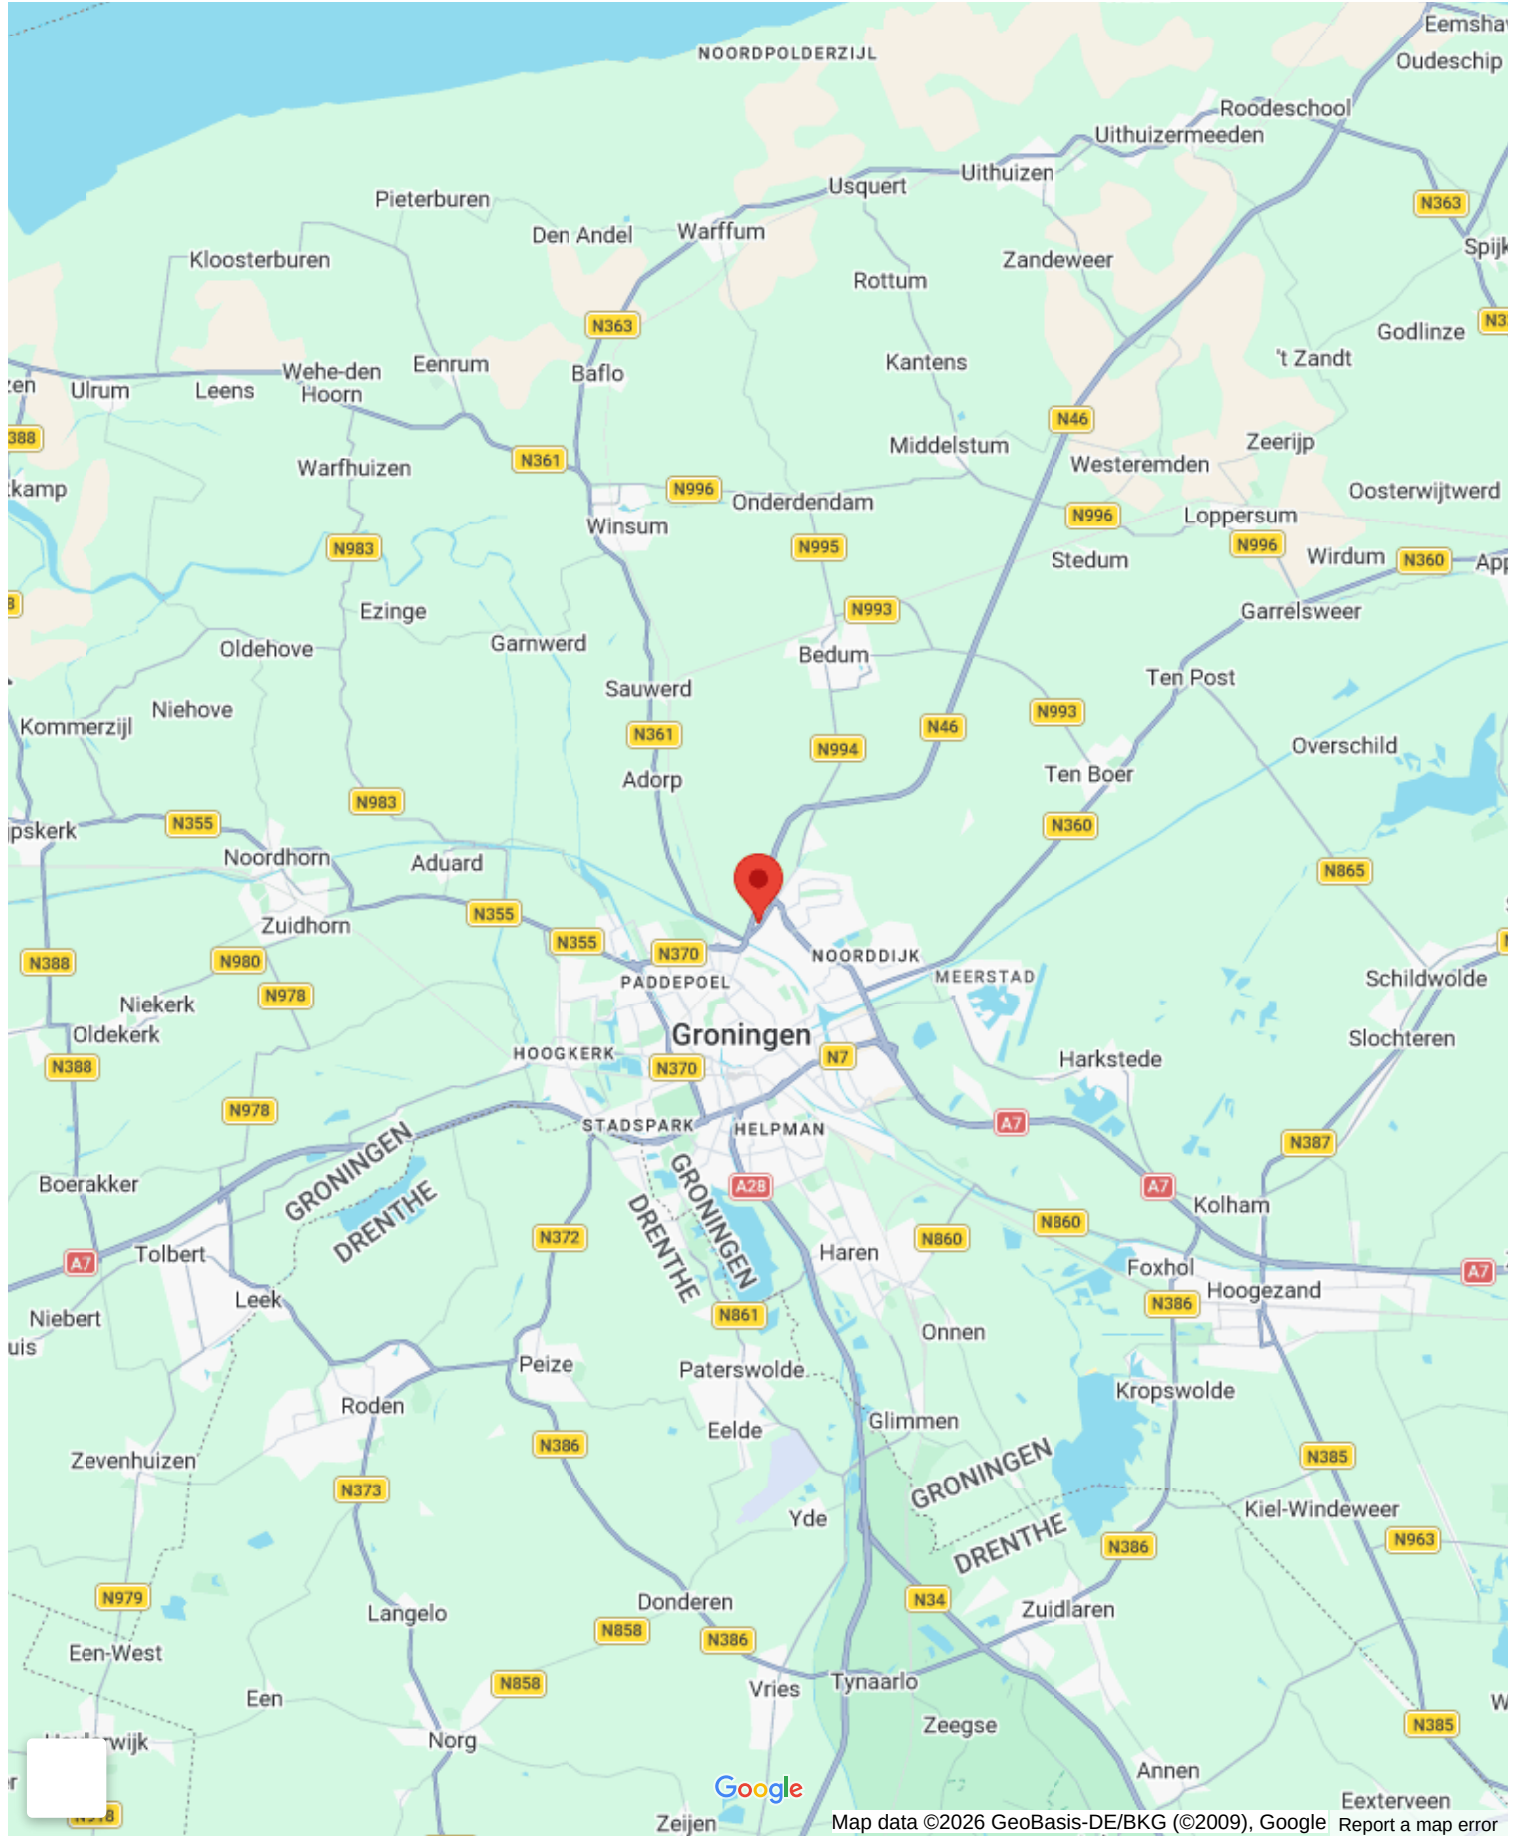 NOORDPOLDERZIJL
Oudeschip
Roodeschool
Uithuizermeeden
Uithuizen
Usquert
Pieterburen
N363
Den Andel
Warffum
Kloosterburen
Zandeweer
Rottum
N363
Godlinze
't Zandt
Wehe-den
Hoorn
Eenrum
Baflo
Kantens
Ulrum
Leens
N46
N361
Middelstum
Zeerijp
Warfhuizen
Westeremden
N996
Onderdendam
Oosterwijtwerd
N996
Loppersum
Winsum
N983
N995
N996
Stedum
Wirdum
N360
Ezinge
N993
Garrelsweer
Oldehove
Garnwerd
Bedum
Sauwerd
Ten Post
Niehove
N993
Kommerzijl
N361
N46
N994
Overschild
Adorp
Ten Boer
N983
N355
N360
Noordhorn
Aduard
N865
N355
Zuidhorn
N355
N370
NOORDDIJK
N388
N980
PADDEPOEL
MEERSTAD
Schildwolde
N978
Niekerk
Oldekerk
Groningen
Slochteren
HOOGKERK
N7
Harkstede
N388
N370
N978
A7
STADSPARK
HELPMAN
N387
GRONINGEN
DRENTHE
Boerakker
GRONINGEN
DRENTHE
A28
A7
Kolham
N860
N372
N860
A7
Tolbert
Haren
Foxhol
A7
Leek
Hoogezand
N386
Niebert
N861
Onnen
uis
Peize
Paterswolde
Kropswolde
Roden
Glimmen
Eelde
N386
Zevenhuizen
GRONINGEN
DRENTHE
N385
N373
Kiel-Windeweer
Yde
N963
N386
N979
Donderen
N34
Langelo
Zuidlaren
N858
N386
Een-West
N858
Tynaarlo
Vries
Een
Zeegse
N385
Norg
Annen
Google
Eexterveen
Zeijen
Map data ©2026 GeoBasis-DE/BKG (©2009), Google
Report a map error